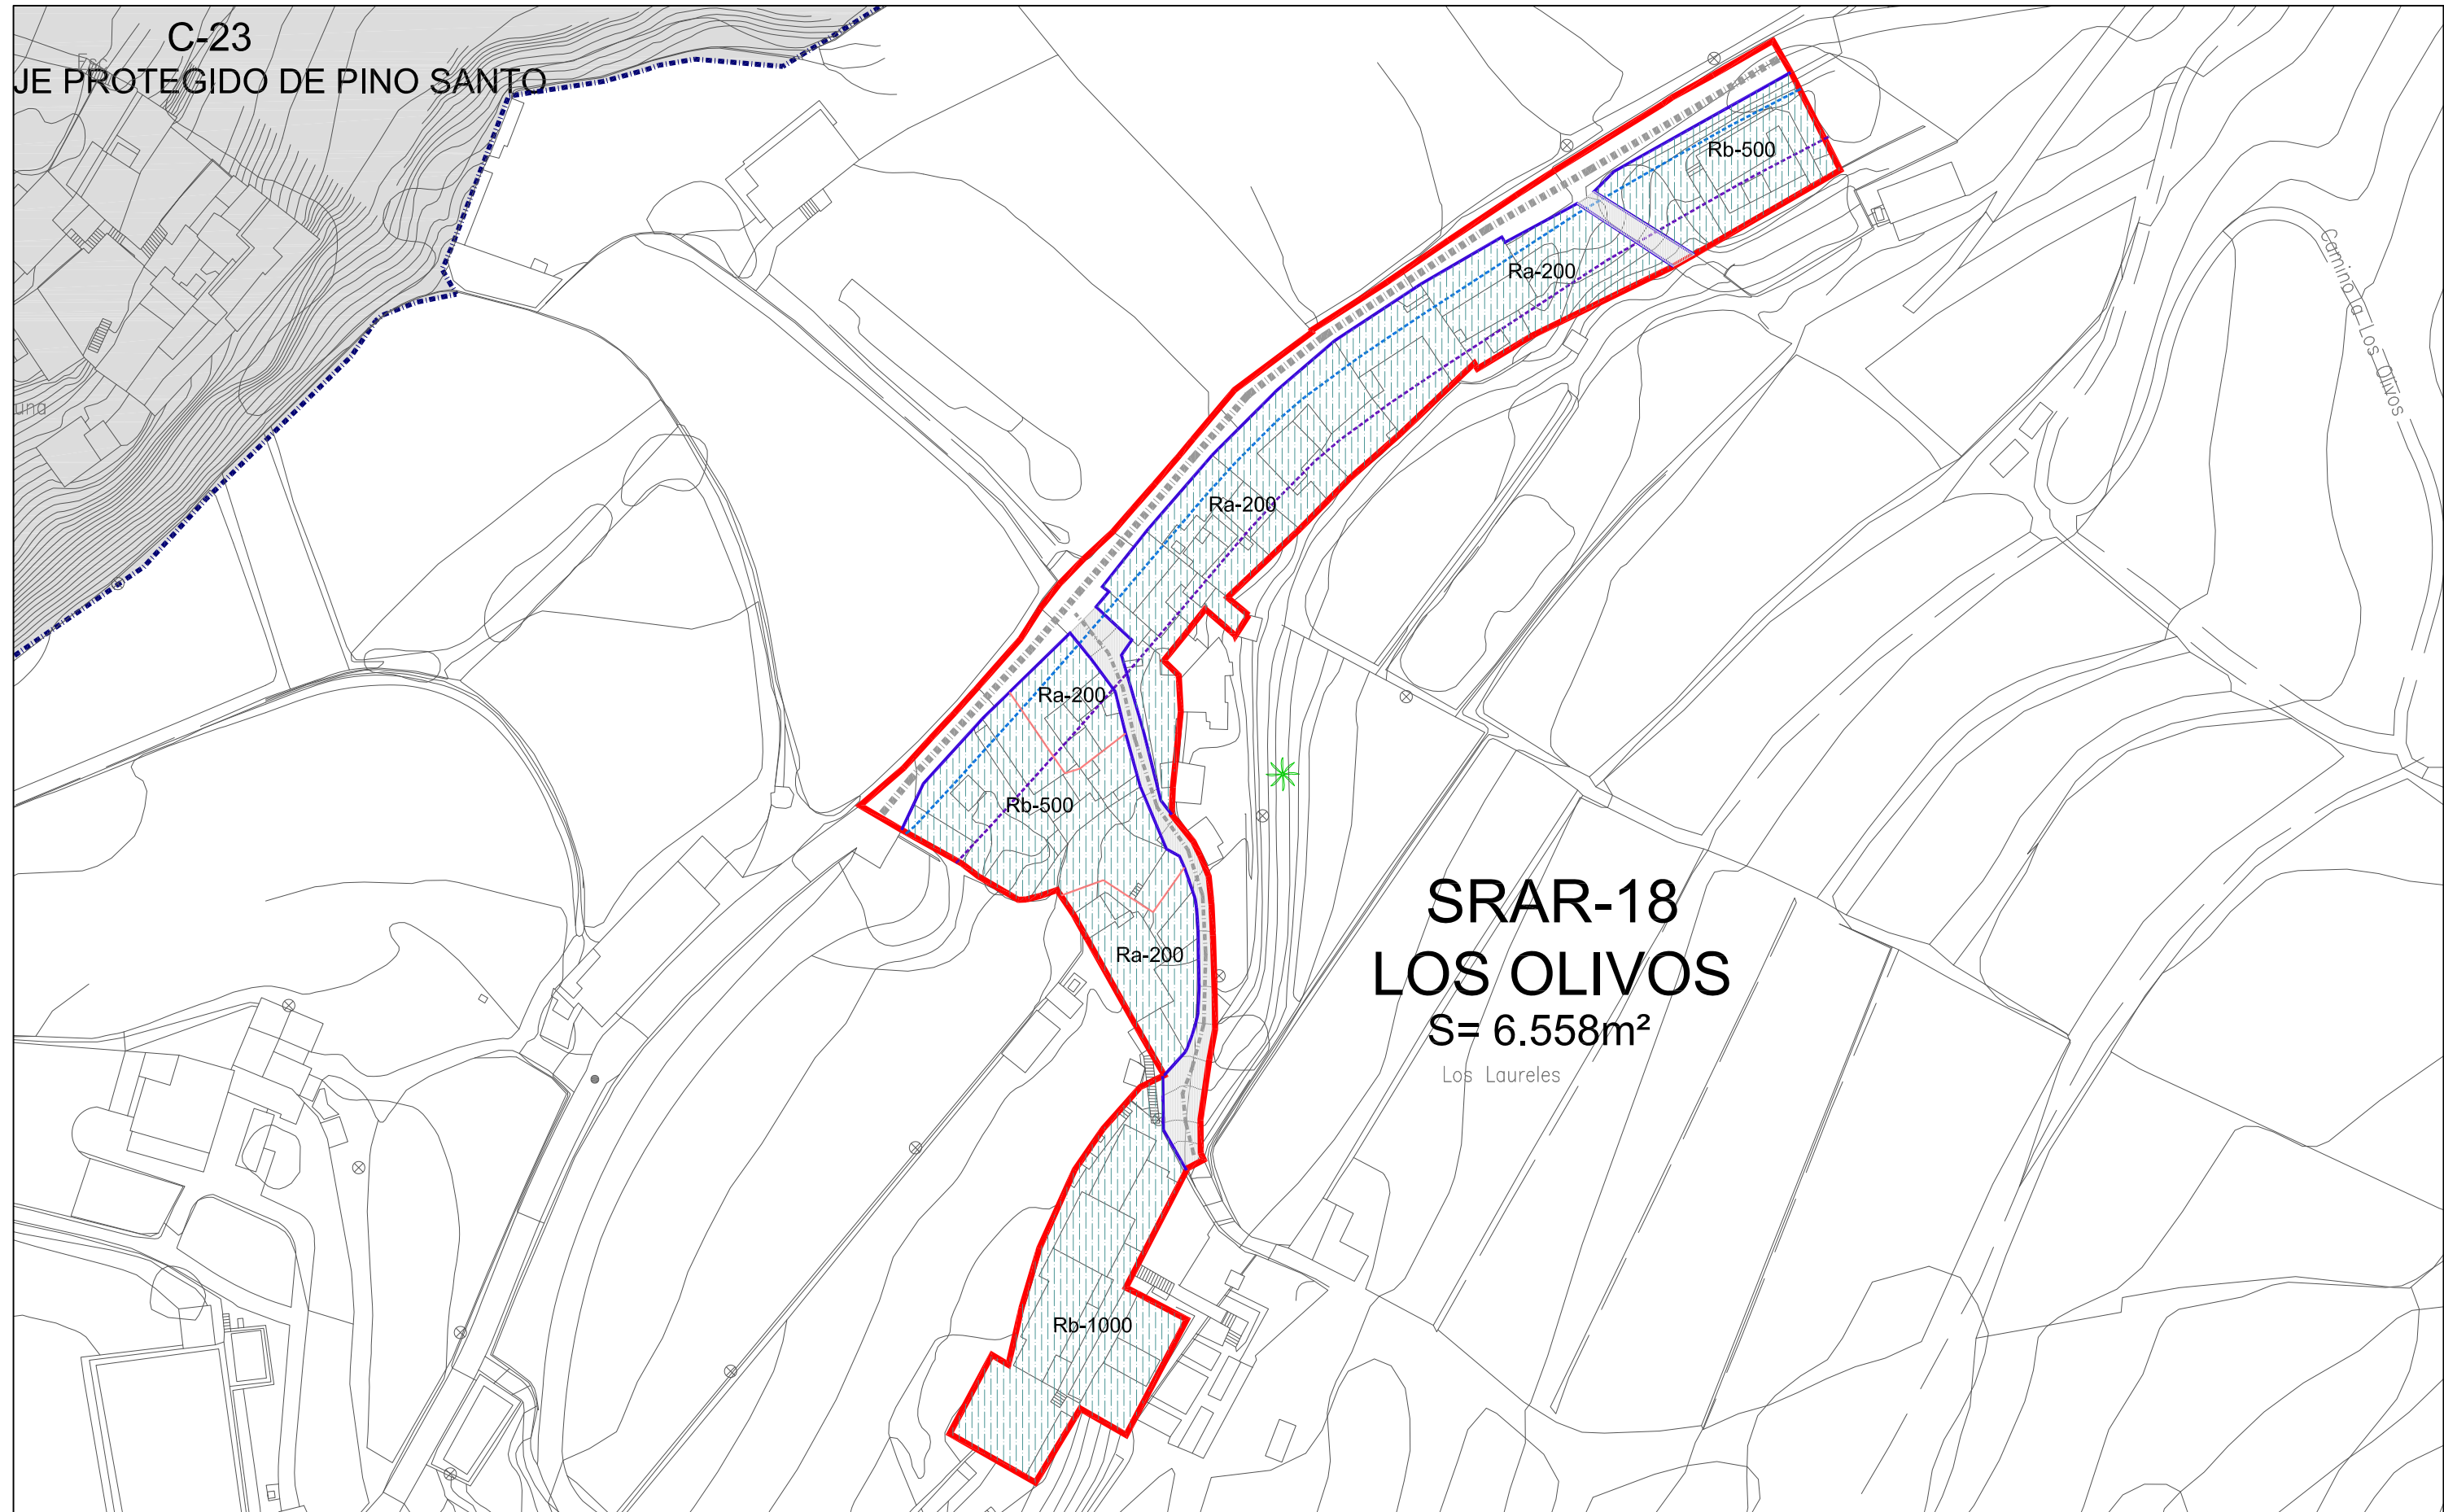 C-23
JE PROTEGIDO DE PINO SANTO
una
Rb-500
Ra-200
Camino a Los Olivos
Ra-200
Ra-200
Rb-500
SRAR-18
LOS OLIVOS
S= 6.558m²
Los Laureles
Ra-200
Rb-1000